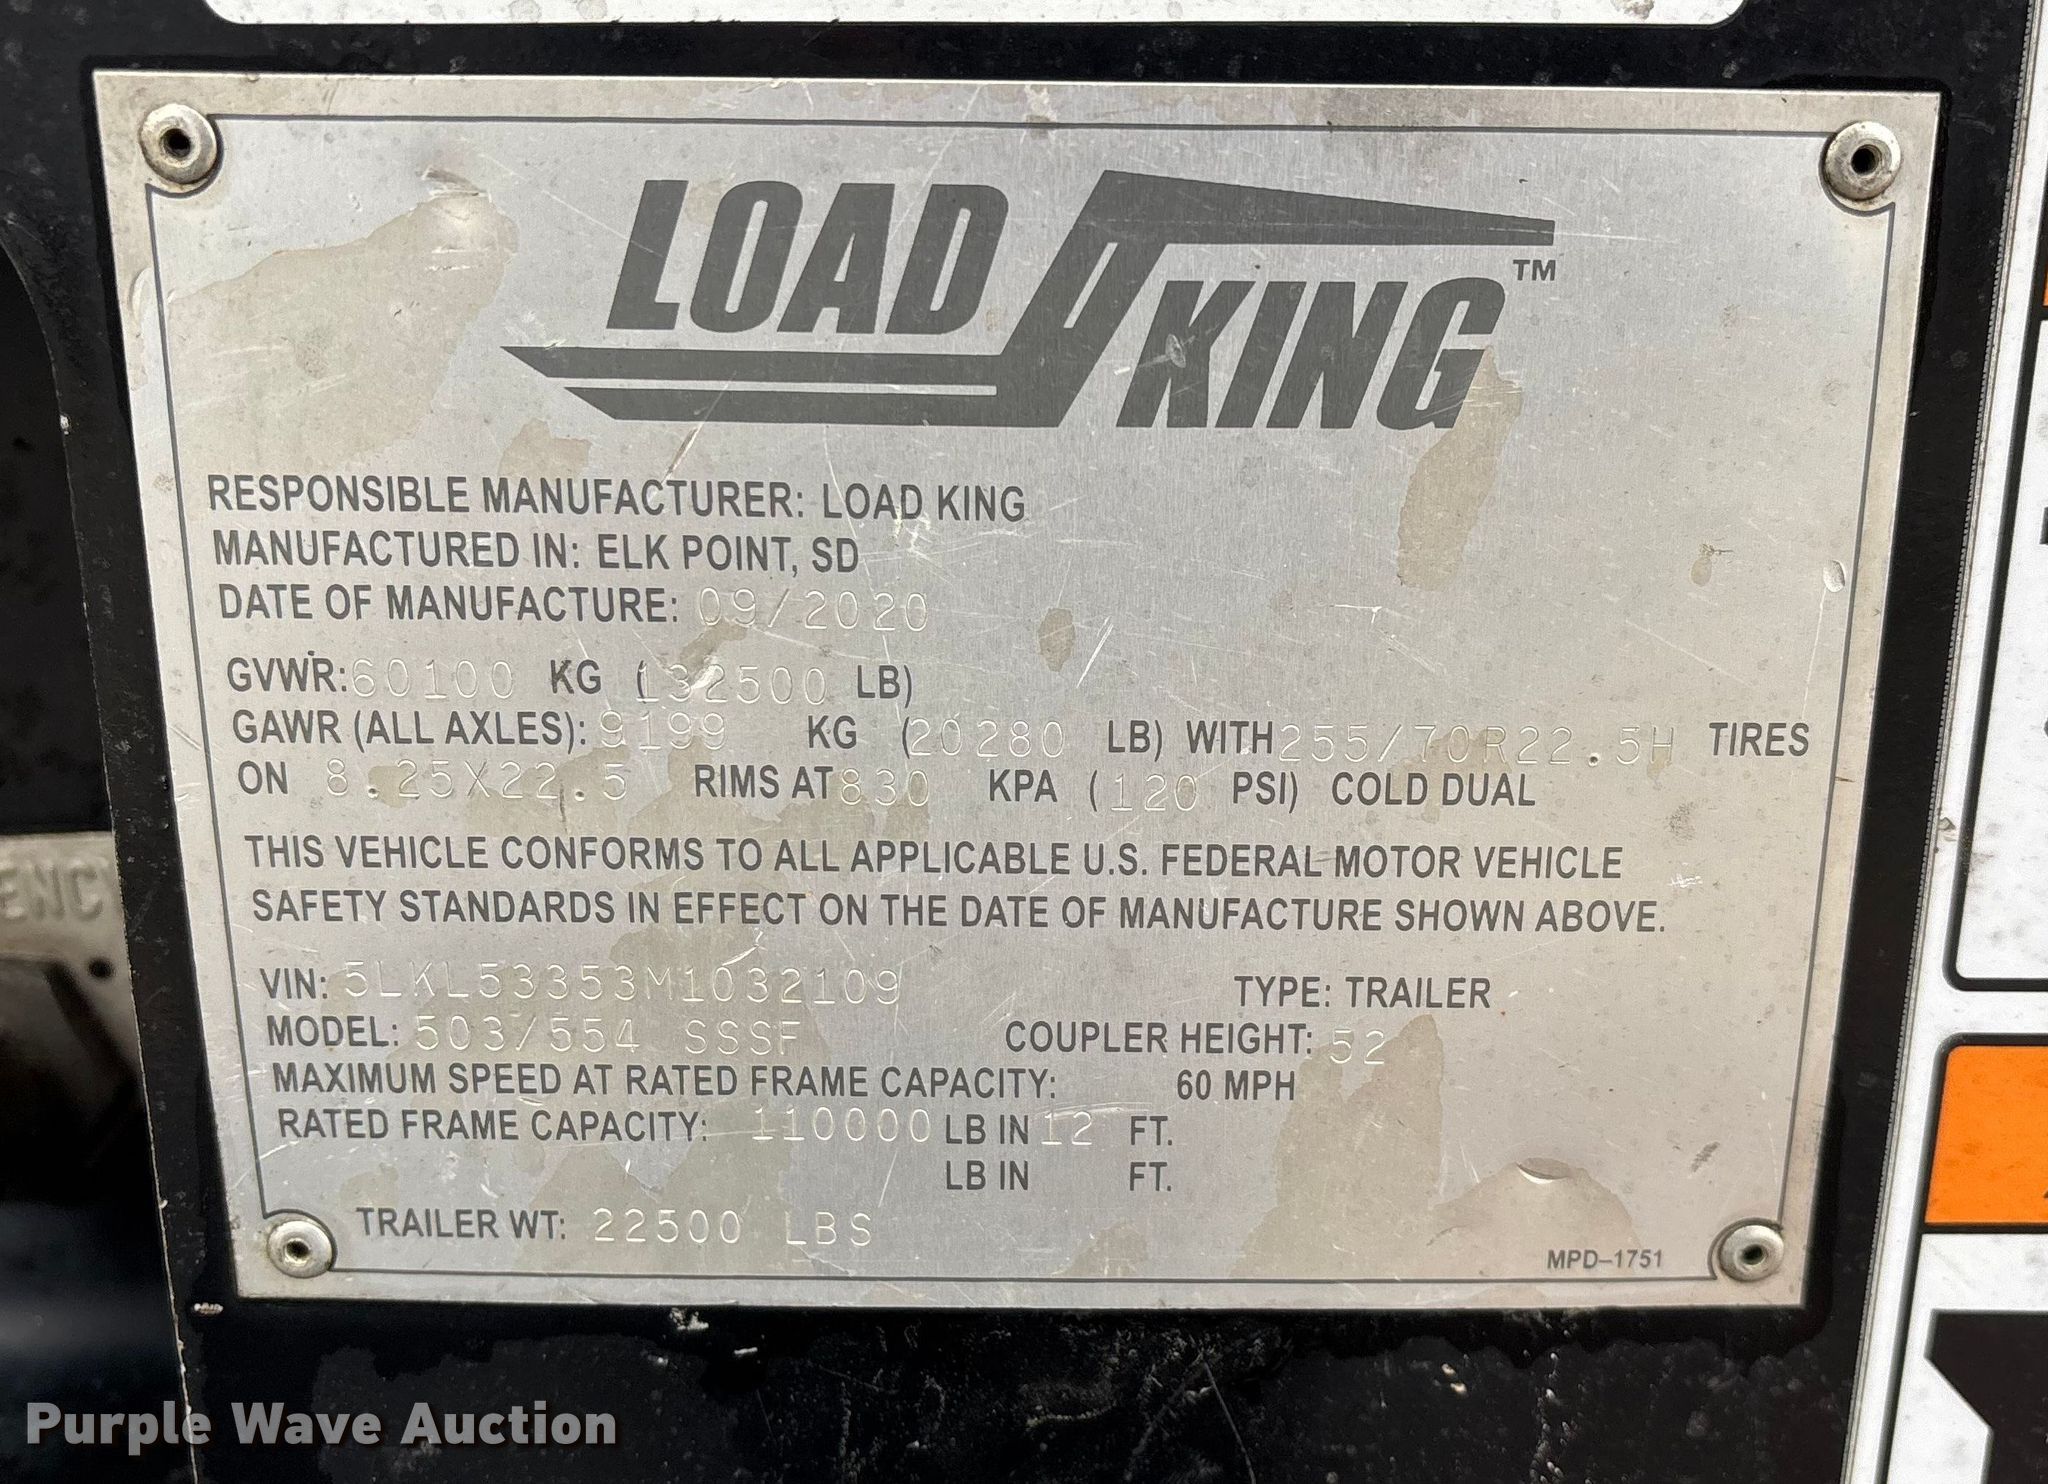 LOAD KING™
RESPONSIBLE MANUFACTURER: LOAD KING
MANUFACTURED IN: ELK POINT, SD
DATE OF MANUFACTURE: 09/2020
GVWR: 60100 KG (132500 LB)
GAWR (ALL AXLES): 9199 KG (20280 LB) WITH 255/70R22.5H TIRES
ON 8.25X22.5 RIMS AT 830 KPA (120 PSI) COLD DUAL
THIS VEHICLE CONFORMS TO ALL APPLICABLE U.S. FEDERAL MOTOR VEHICLE
SAFETY STANDARDS IN EFFECT ON THE DATE OF MANUFACTURE SHOWN ABOVE.
VIN: 5LKL53353M1032109 TYPE: TRAILER
MODEL: 503/554 SSSF COUPLER HEIGHT: 52
MAXIMUM SPEED AT RATED FRAME CAPACITY: 60 MPH
RATED FRAME CAPACITY: 110000 LB IN 12 FT.
LB IN FT.
TRAILER WT: 22500 LBS
MPD–1751
ENCY
Purple Wave Auction